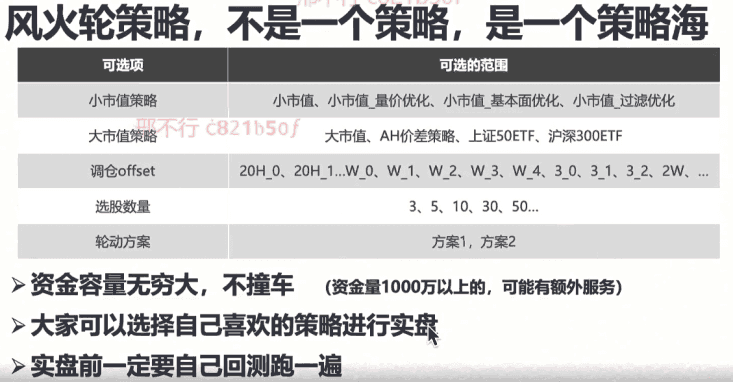 风火轮策略，不是一个策略，是一个策略海
可选项 可选的范围
小市值策略 小市值、小市值_量价优化、小市值_基本面优化、小市值_过滤优化
大市值策略 大市值、AH价差策略、上证50ETF、沪深300ETF
邢不行 c821b5of
调仓offset 20H_0、20H_1...W_0、W_1、W_2、W_3、W_4、3_0、3_1、3_2、2W、...
选股数量 3、5、10、30、50...
轮动方案 方案1，方案2
➢ 资金容量无穷大，不撞车 （资金量1000万以上的，可能有额外服务）
➢ 大家可以选择自己喜欢的策略进行实盘
➢ 实盘前一定要自己回测跑一遍